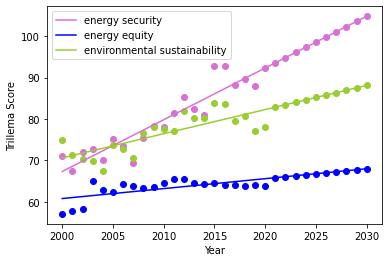 energy security
energy equity
environmental sustainability
Trillema Score
100
90
80
70
60
2000
2005
2010
2015
2020
2025
2030
Year